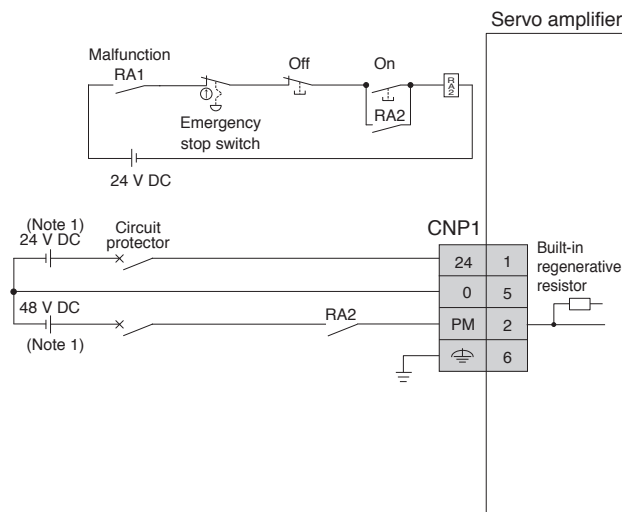 Servo amplifier
Malfunction
RA1
Off
On
RA2
Emergency
stop switch
RA2
24 V DC
(Note 1)
24 V DC
Circuit
protector
CNP1
24 1
Built-in
regenerative
resistor
0 5
48 V DC
(Note 1)
RA2
PM 2
6